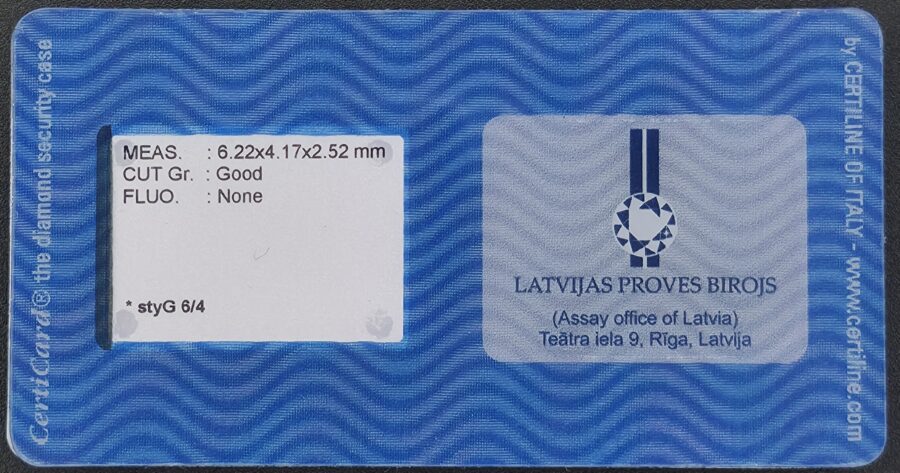 CertiCard® the diamond security case
MEAS. : 6.22x4.17x2.52 mm
CUT Gr. : Good
FLUO. : None
* styG 6/4
LATVIJAS PROVES BIROJS
(Assay office of Latvia)
Teātra iela 9, Rīga, Latvija
by CERTILINE OF ITALY - www.certiline.com